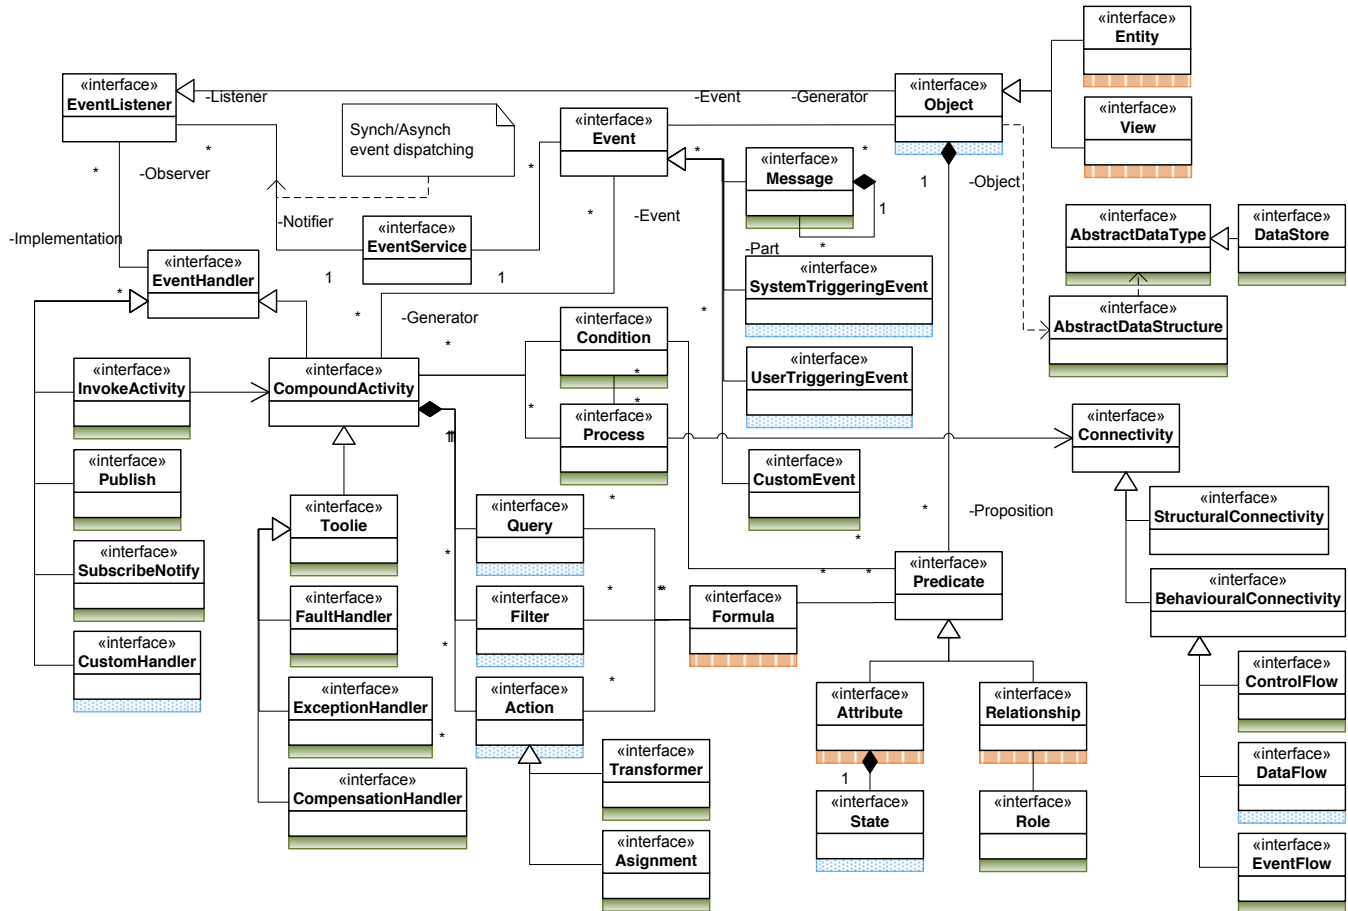 «interface»
Entity
«interface»
EventListener
-Listener
-Event
-Generator
«interface»
Object
«interface»
View
Synch/Asynch
event dispatching
«interface»
Event
*
*
-Observer
*
*
*
«interface»
Message
1
1
*
-Part
-Object
-Notifier
*
-Event
«interface»
EventService
1
1
-Implementation
*
«interface»
EventHandler
«interface»
AbstractDataType
«interface»
DataStore
«interface»
SystemTriggeringEvent
«interface»
AbstractDataStructure
*
-Generator
*
*
«interface»
Condition
*
*
*
«interface»
UserTriggeringEvent
«interface»
InvokeActivity
«interface»
CompoundActivity
«interface»
Process
«interface»
Connectivity
«interface»
Publish
«interface»
CustomEvent
«interface»
StructuralConnectivity
«interface»
Toolie
«interface»
Query
*
*
-Proposition
*
*
«interface»
SubscribeNotify
«interface»
Predicate
«interface»
BehaviouralConnectivity
«interface»
FaultHandler
«interface»
Filter
*
*
*
«interface»
Formula
*
«interface»
CustomHandler
«interface»
ExceptionHandler
*
*
«interface»
Action
«interface»
Attribute
«interface»
Relationship
«interface»
ControlFlow
«interface»
Transformer
«interface»
CompensationHandler
1
«interface»
State
«interface»
Role
«interface»
DataFlow
«interface»
Asignment
«interface»
EventFlow